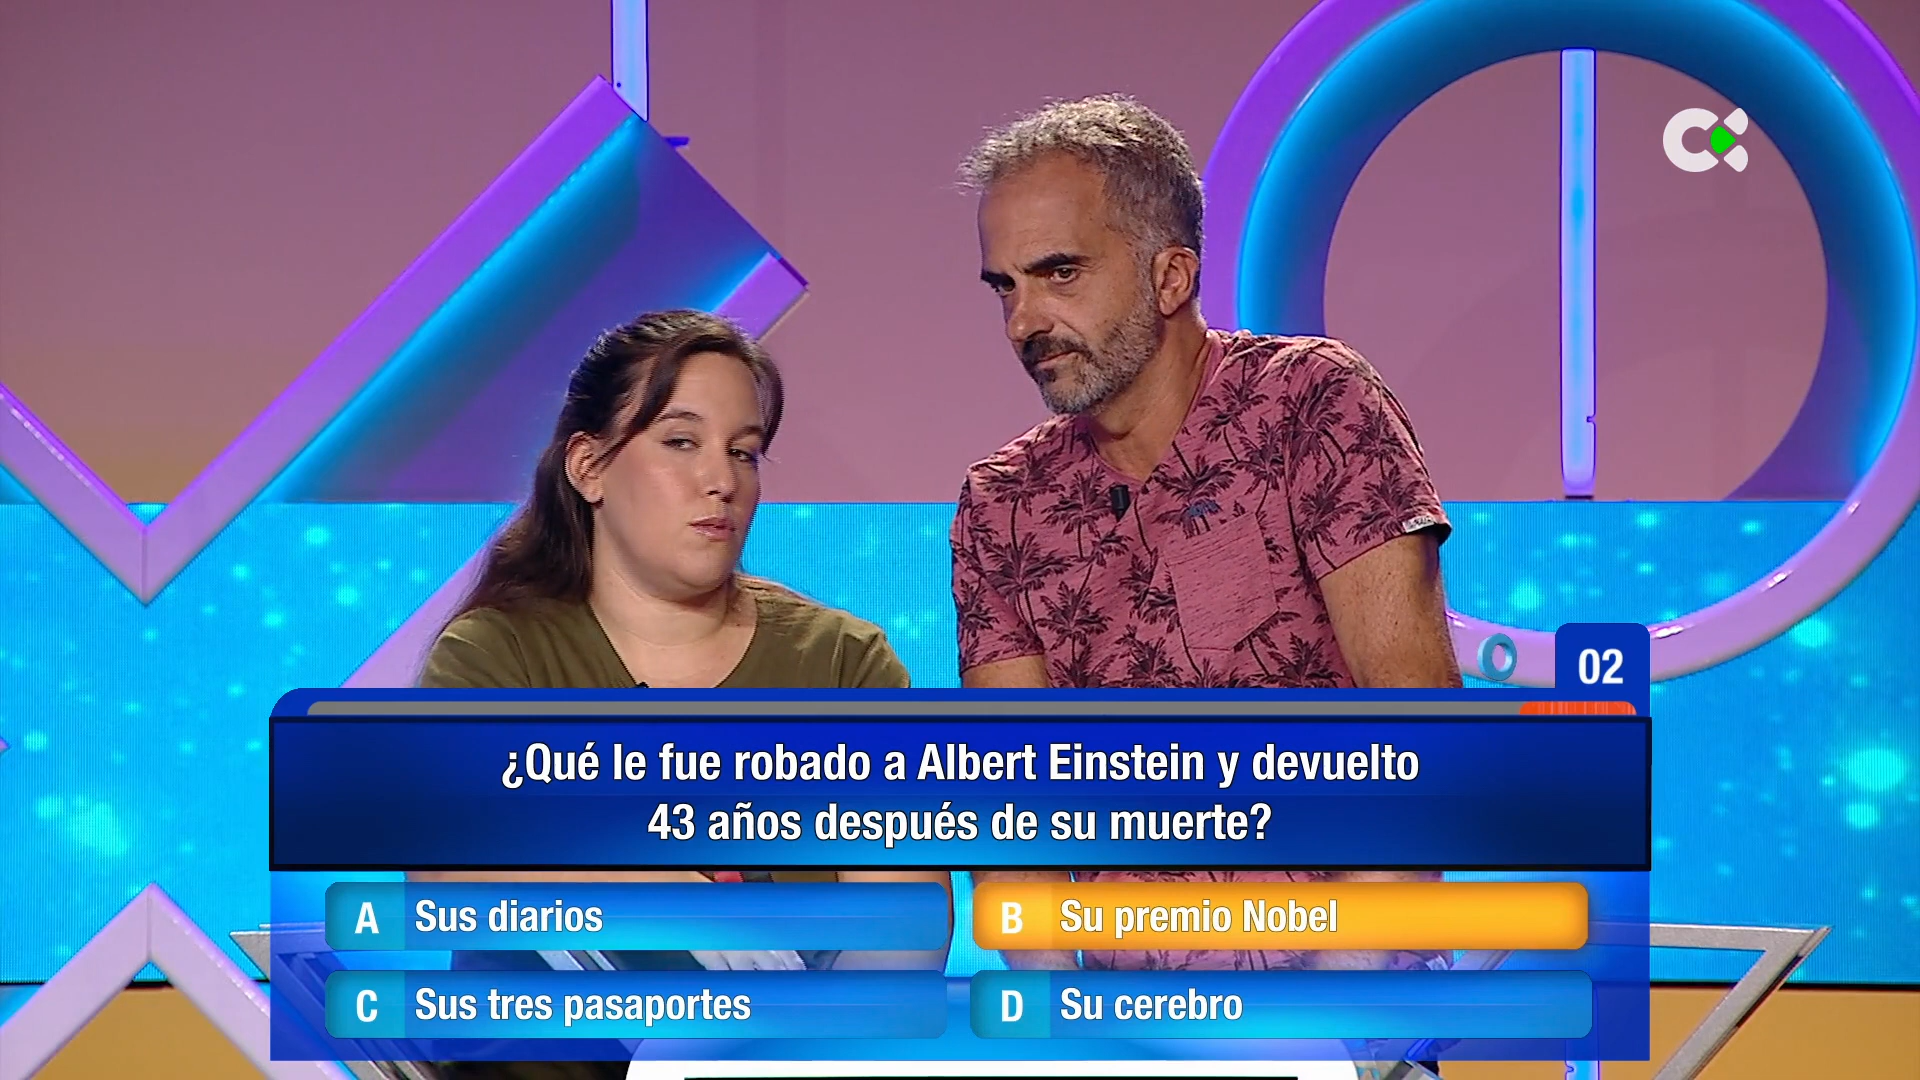 02
¿Qué le fue robado a Albert Einstein y devuelto
43 años después de su muerte?
A Sus diarios
B Su premio Nobel
C Sus tres pasaportes
D Su cerebro